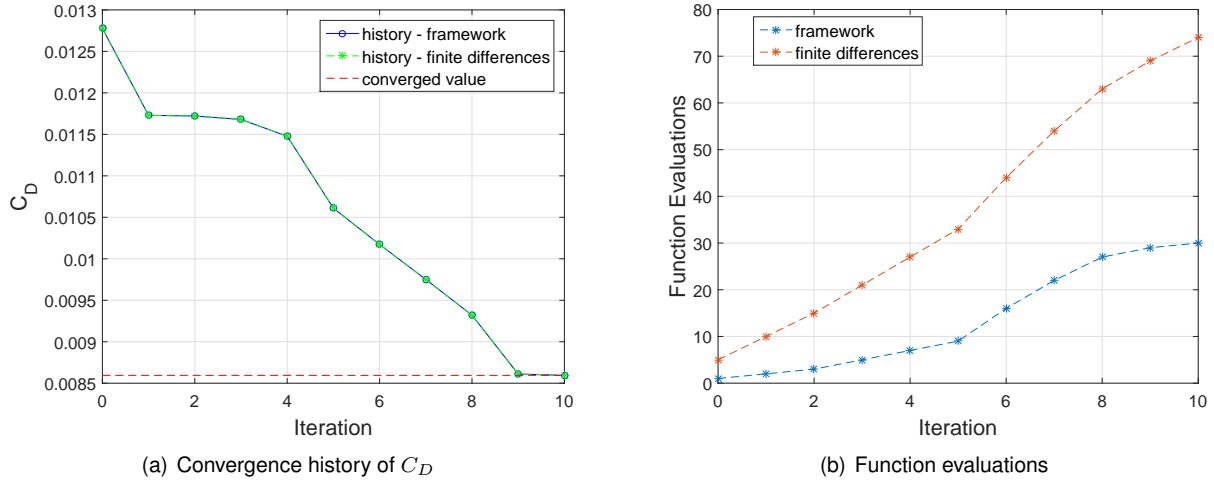 0.013
0.0125
0.012
0.0115
0.011
0.0105
0.01
0.0095
0.009
0.0085
C_D
0 2 4 6 8 10
Iteration
history - framework
history - finite differences
converged value
(a) Convergence history of C_D
80
70
60
50
40
30
20
10
0
Function Evaluations
0 2 4 6 8 10
Iteration
framework
finite differences
(b) Function evaluations